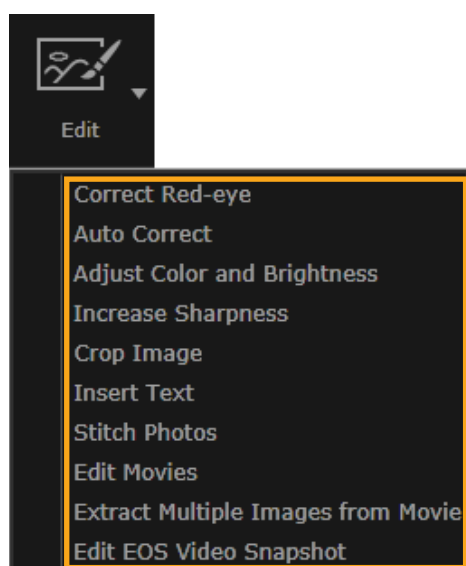 Edit
Correct Red-eye
Auto Correct
Adjust Color and Brightness
Increase Sharpness
Crop Image
Insert Text
Stitch Photos
Edit Movies
Extract Multiple Images from Movie
Edit EOS Video Snapshot